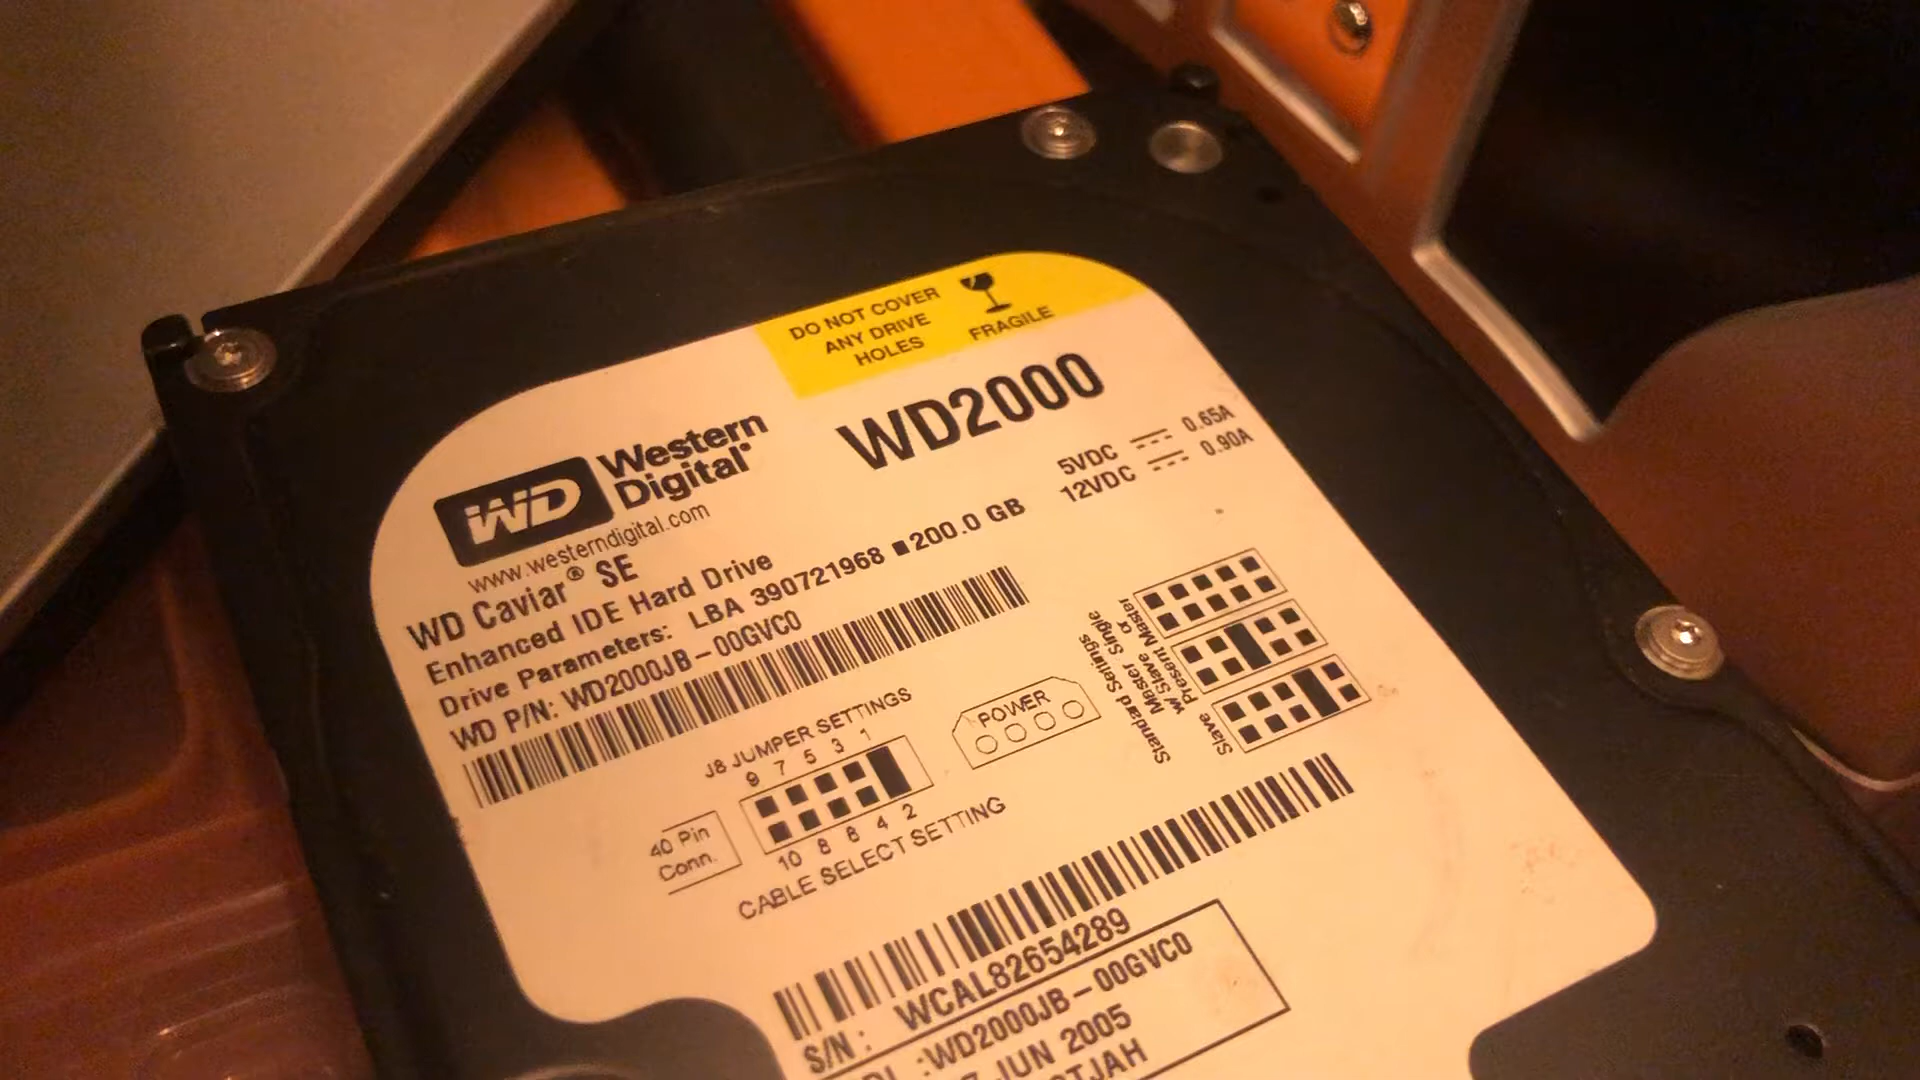 DO NOT COVER
ANY DRIVE
HOLES
FRAGILE
WD Western
Digital
WD2000
www.westerndigital.com
5VDC 0.65A
12VDC 0.90A
WD Caviar® SE
Enhanced IDE Hard Drive
Drive Parameters: LBA 390721968 ■ 200.0 GB
WD P/N: WD2000JB-00GVC0
J8 JUMPER SETTINGS
9 7 5 3 1
10 8 6 4 2
CABLE SELECT SETTING
40 Pin
Conn.
POWER
Standard Settings
Master or Single
w/ Slave
Present Master
Slave
S/N: WCAL82654289
:WD2000JB-00GVC0
JUN 2005